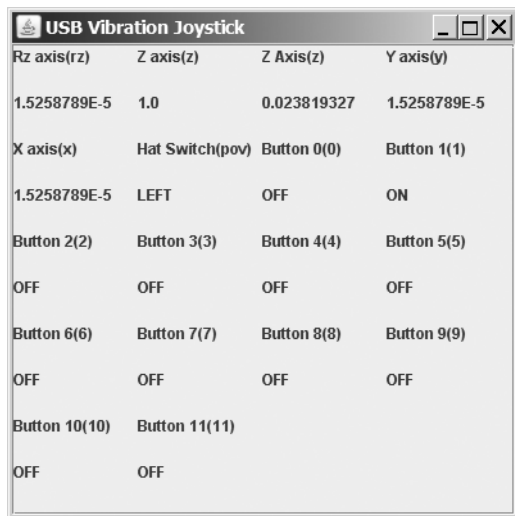 USB Vibration Joystick
Rz axis(rz) Z axis(z) Z Axis(z) Y axis(y)
1.5258789E-5 1.0 0.023819327 1.5258789E-5
X axis(x) Hat Switch(pov) Button 0(0) Button 1(1)
1.5258789E-5 LEFT OFF ON
Button 2(2) Button 3(3) Button 4(4) Button 5(5)
OFF OFF OFF OFF
Button 6(6) Button 7(7) Button 8(8) Button 9(9)
OFF OFF OFF OFF
Button 10(10) Button 11(11)
OFF OFF